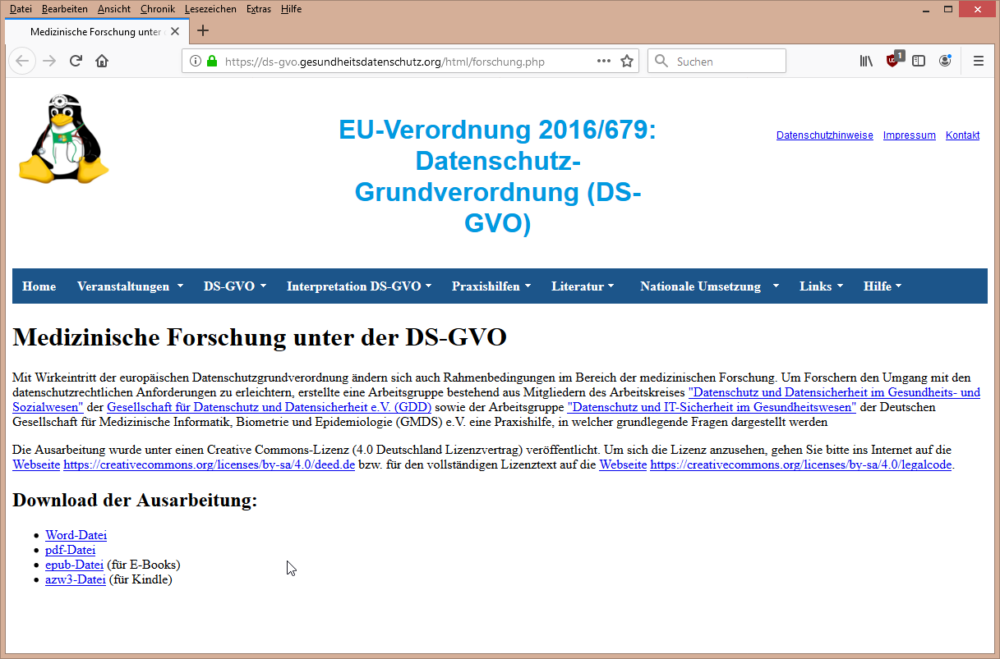 Datei Bearbeiten Ansicht Chronik Lesezeichen Extras Hilfe
Medizinische Forschung unter
https://ds-gvo.gesundheitsdatenschutz.org/html/forschung.php
Suchen
1
EU-Verordnung 2016/679:
Datenschutz-
Grundverordnung (DS-
GVO)
Datenschutzhinweise Impressum Kontakt
Home Veranstaltungen DS-GVO Interpretation DS-GVO Praxishilfen Literatur Nationale Umsetzung Links Hilfe
Medizinische Forschung unter der DS-GVO
Mit Wirkeintritt der europäischen Datenschutzgrundverordnung ändern sich auch Rahmenbedingungen im Bereich der medizinischen Forschung. Um Forschern den Umgang mit den
datenschutzrechtlichen Anforderungen zu erleichtern, erstellte eine Arbeitsgruppe bestehend aus Mitgliedern des Arbeitskreises "Datenschutz und Datensicherheit im Gesundheits- und
Sozialwesen" der Gesellschaft für Datenschutz und Datensicherheit e.V. (GDD) sowie der Arbeitsgruppe "Datenschutz und IT-Sicherheit im Gesundheitswesen" der Deutschen
Gesellschaft für Medizinische Informatik, Biometrie und Epidemiologie (GMDS) e.V. eine Praxishilfe, in welcher grundlegende Fragen dargestellt werden
Die Ausarbeitung wurde unter einen Creative Commons-Lizenz (4.0 Deutschland Lizenzvertrag) veröffentlicht. Um sich die Lizenz anzusehen, gehen Sie bitte ins Internet auf die
Webseite https://creativecommons.org/licenses/by-sa/4.0/deed.de bzw. für den vollständigen Lizenztext auf die Webseite https://creativecommons.org/licenses/by-sa/4.0/legalcode.
Download der Ausarbeitung:
Word-Datei
pdf-Datei
epub-Datei (für E-Books)
azw3-Datei (für Kindle)